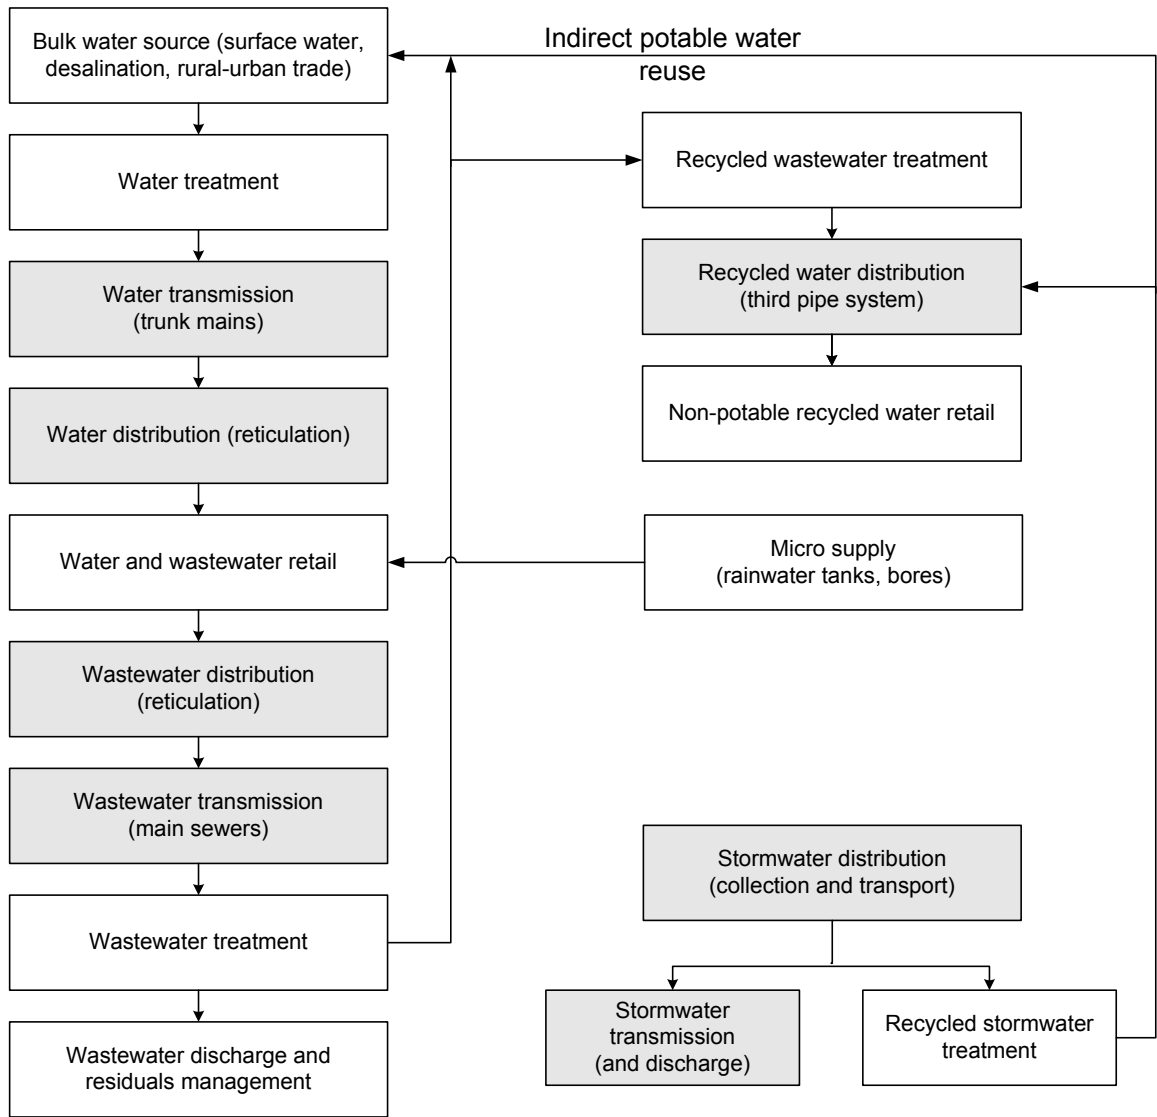 Bulk water source (surface water,
desalination, rural-urban trade)
Indirect potable water
reuse
Water treatment
Recycled wastewater treatment
Water transmission
(trunk mains)
Recycled water distribution
(third pipe system)
Water distribution (reticulation)
Non-potable recycled water retail
Water and wastewater retail
Micro supply
(rainwater tanks, bores)
Wastewater distribution
(reticulation)
Wastewater transmission
(main sewers)
Stormwater distribution
(collection and transport)
Wastewater treatment
Stormwater
transmission
(and discharge)
Recycled stormwater
treatment
Wastewater discharge and
residuals management